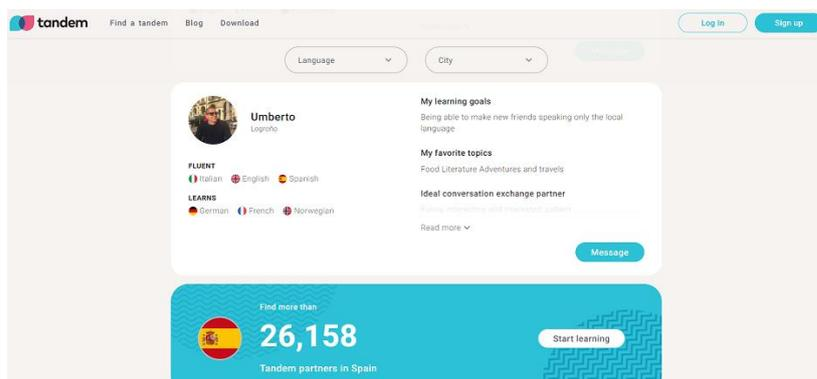 tandem
Find a tandem
Blog
Download
Log in
Sign up
Language
City
Umberto
Logroño
FLUENT
Italian English Spanish
LEARNS
German French Norwegian
My learning goals
Being able to make new friends speaking only the local
language
My favorite topics
Food Literature Adventures and travels
Ideal conversation exchange partner
Read more
Message
Find more than
26,158
Tandem partners in Spain
Start learning